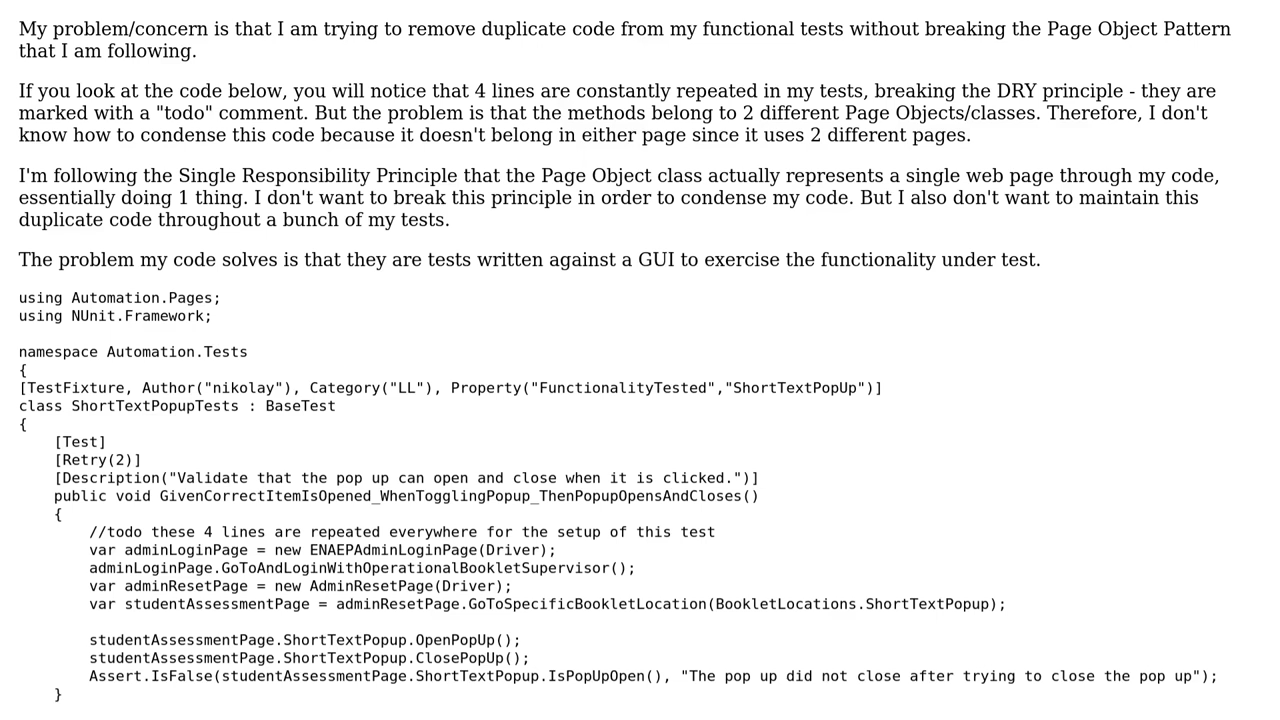 My problem/concern is that I am trying to remove duplicate code from my functional tests without breaking the Page Object Pattern
that I am following.
If you look at the code below, you will notice that 4 lines are constantly repeated in my tests, breaking the DRY principle - they are
marked with a "todo" comment. But the problem is that the methods belong to 2 different Page Objects/classes. Therefore, I don't
know how to condense this code because it doesn't belong in either page since it uses 2 different pages.
I'm following the Single Responsibility Principle that the Page Object class actually represents a single web page through my code,
essentially doing 1 thing. I don't want to break this principle in order to condense my code. But I also don't want to maintain this
duplicate code throughout a bunch of my tests.
The problem my code solves is that they are tests written against a GUI to exercise the functionality under test.
using Automation.Pages;
using NUnit.Framework;

namespace Automation.Tests
{
[TestFixture, Author("nikolay"), Category("LL"), Property("FunctionalityTested","ShortTextPopUp")]
class ShortTextPopupTests : BaseTest
{
    [Test]
    [Retry(2)]
    [Description("Validate that the pop up can open and close when it is clicked.")]
    public void GivenCorrectItemIsOpened_WhenTogglingPopup_ThenPopupOpensAndCloses()
    {
        //todo these 4 lines are repeated everywhere for the setup of this test
        var adminLoginPage = new ENAEPAdminLoginPage(Driver);
        adminLoginPage.GoToAndLoginWithOperationalBookletSupervisor();
        var adminResetPage = new AdminResetPage(Driver);
        var studentAssessmentPage = adminResetPage.GoToSpecificBookletLocation(BookletLocations.ShortTextPopup);

        studentAssessmentPage.ShortTextPopup.OpenPopUp();
        studentAssessmentPage.ShortTextPopup.ClosePopUp();
        Assert.IsFalse(studentAssessmentPage.ShortTextPopup.IsPopUpOpen(), "The pop up did not close after trying to close the pop up");
    }